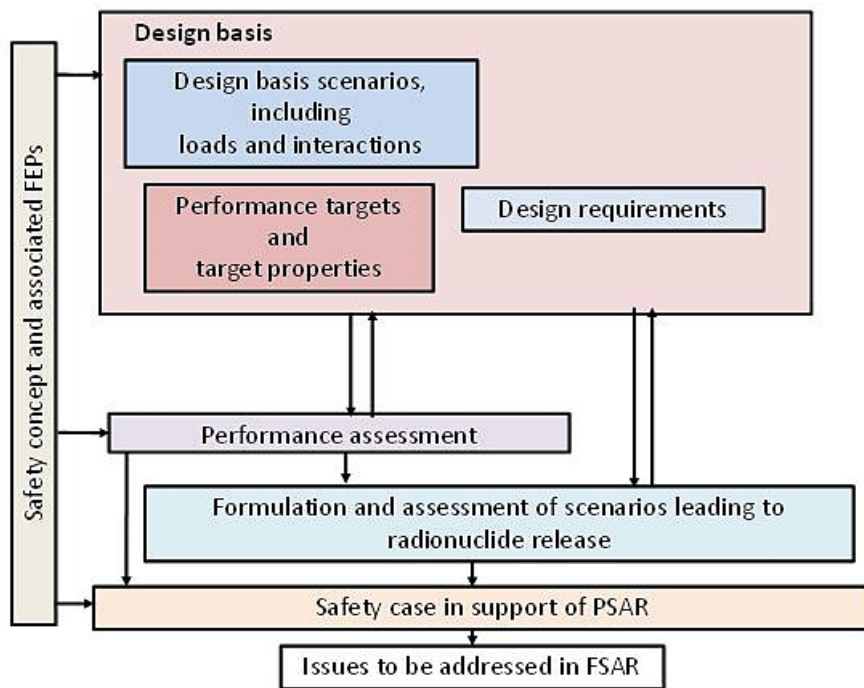 Design basis
Safety concept and associated FEPs
Design basis scenarios,
including
loads and interactions
Performance targets
and
target properties
Design requirements
Performance assessment
Formulation and assessment of scenarios leading to
radionuclide release
Safety case in support of PSAR
Issues to be addressed in FSAR